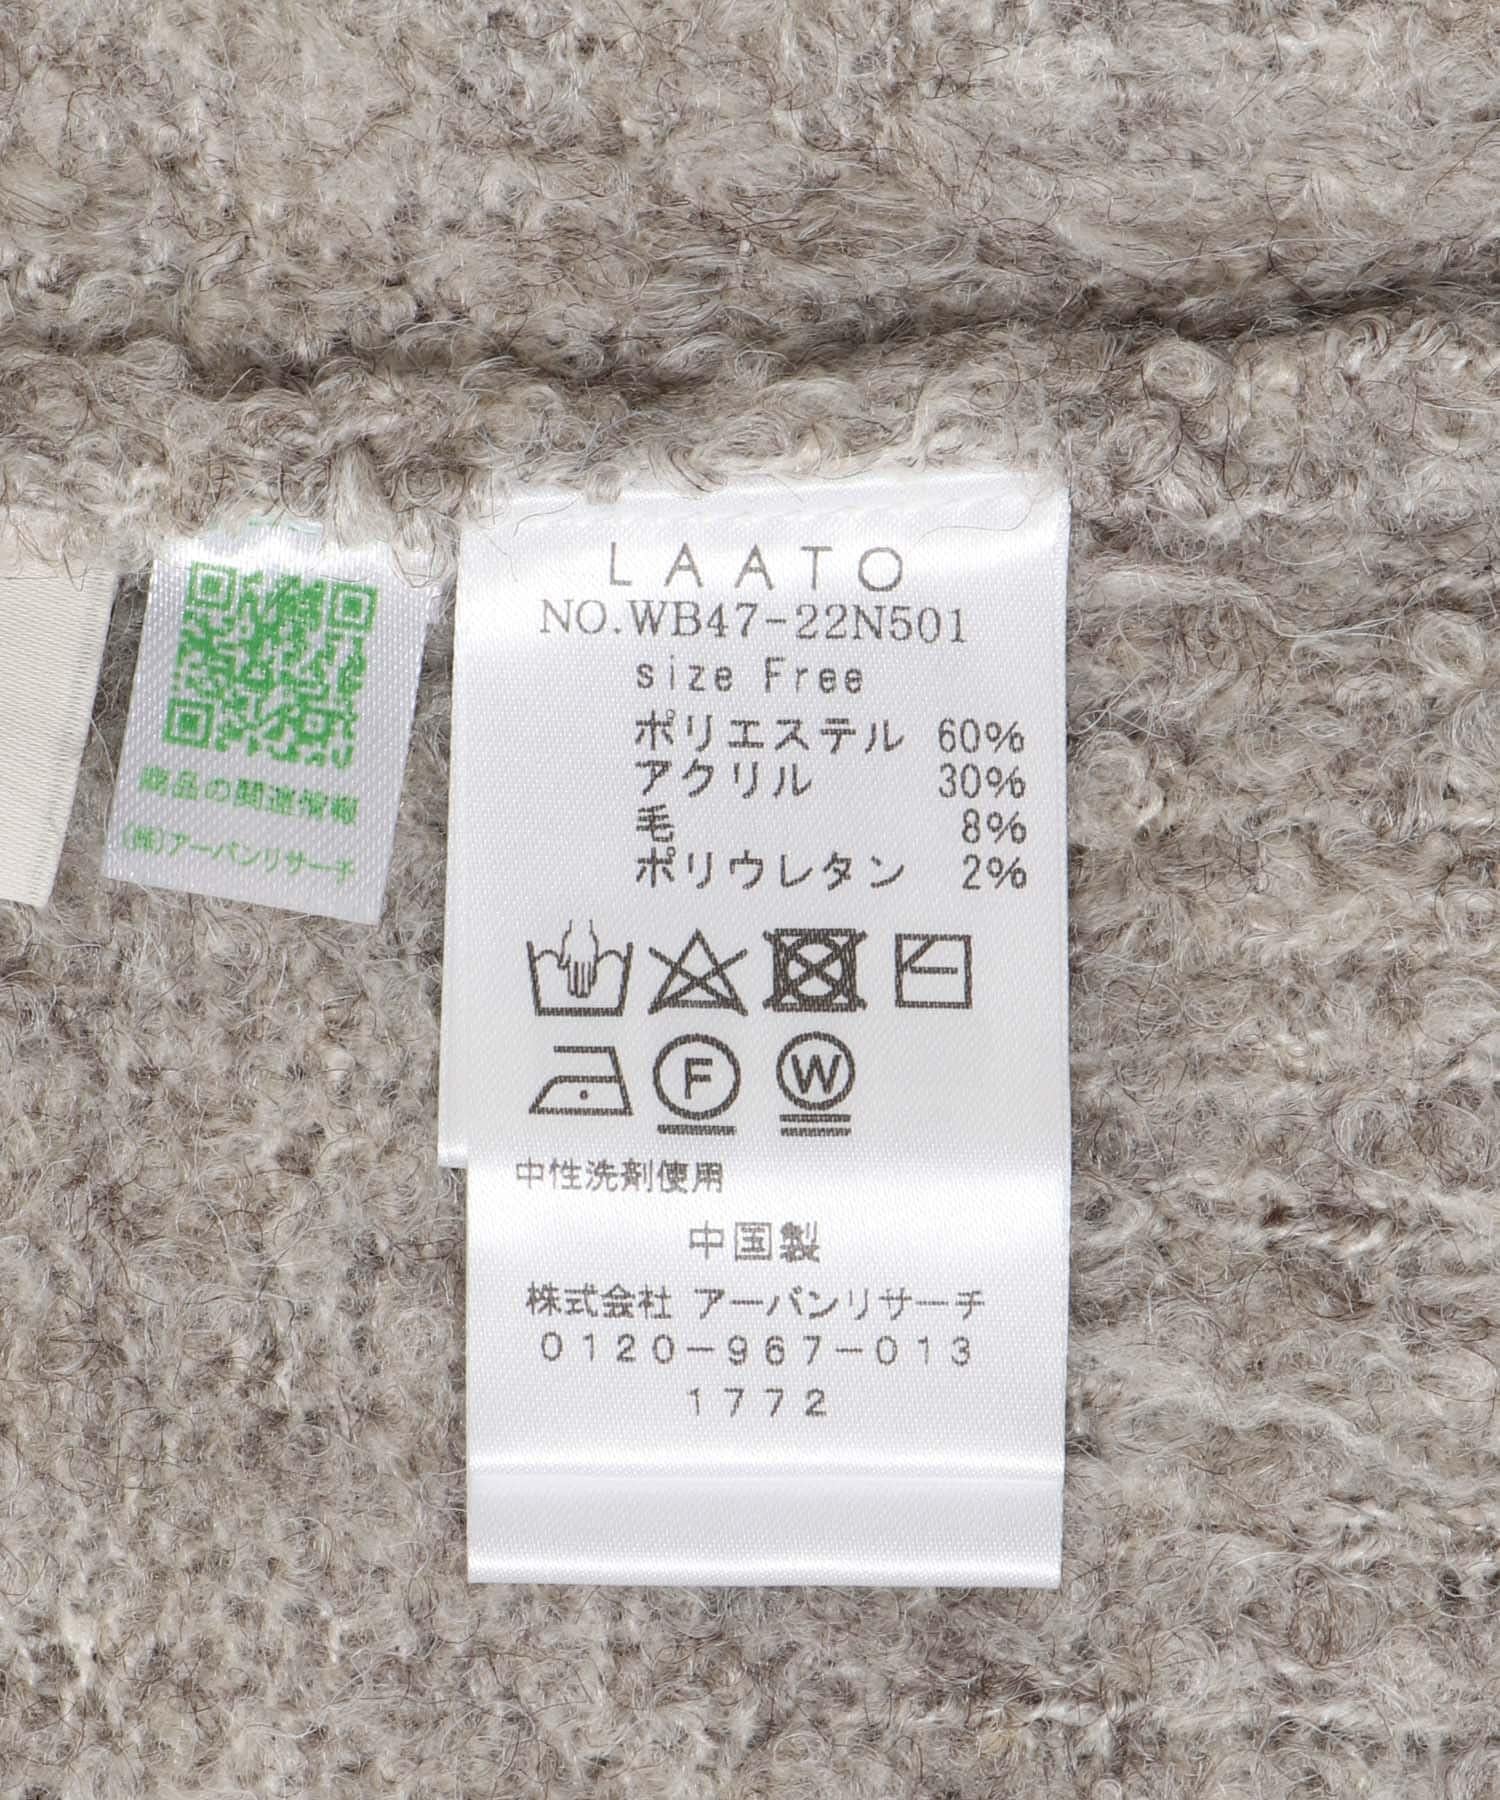 商品の関連情報
(株)アーバンリサーチ
LAATO
NO.WB47-22N501
size Free
ポリエステル 60%
アクリル 30%
毛 8%
ポリウレタン 2%
F W
中性洗剤使用
中国製
株式会社 アーバンリサーチ
0120-967-013
1772